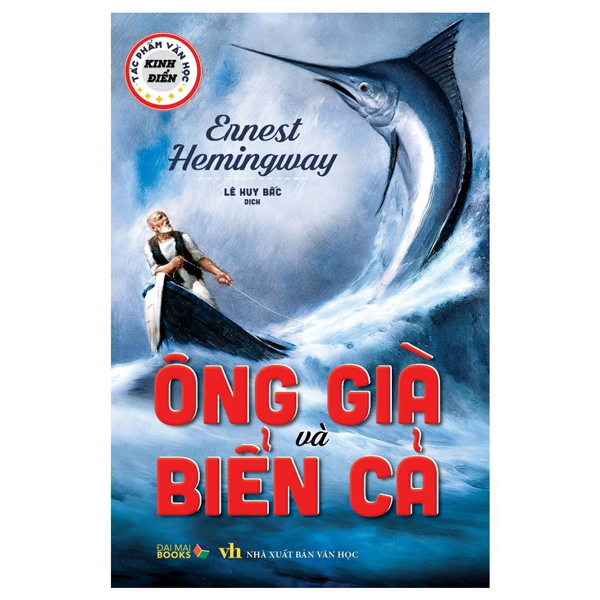 TÁC PHẨM VĂN HỌC
KINH
ĐIỂN
Ernest
Hemingway
LÊ HUY BẮC
DỊCH
ÔNG GIÀ
và
BIỂN CẢ
ĐẠI MAI
BOOKS
vh NHÀ XUẤT BẢN VĂN HỌC